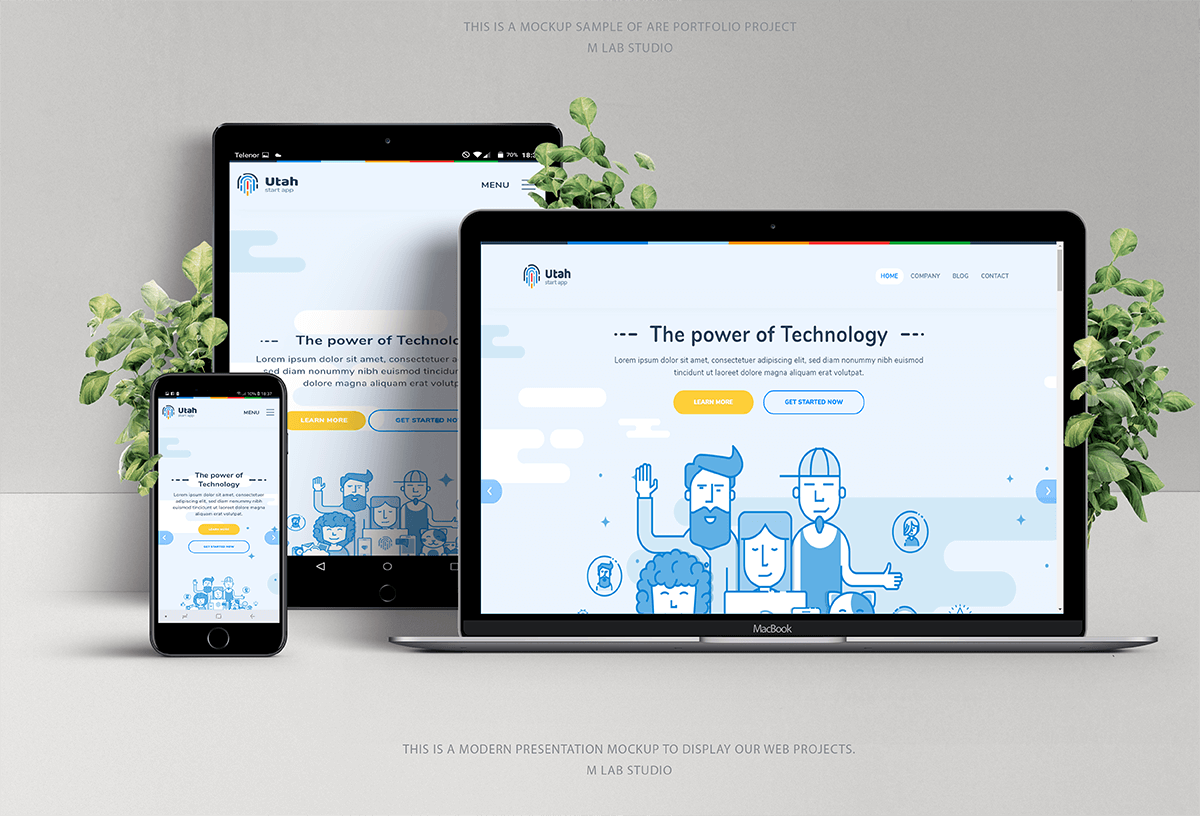 THIS IS A MOCKUP SAMPLE OF ARE PORTFOLIO PROJECT
M LAB STUDIO
Telenor
70% 18:
Utah
start app
MENU
The power of Technolo
Lorem ipsum dolor sit amet, consectetuer a
sed diam nonummy nibh euismod
dolore magna aliquam erat volutp
LEARN MORE
GET STARTED NO
Utah
start app
HOME
COMPANY
BLOG
CONTACT
The power of Technology
Lorem ipsum dolor sit amet, consectetuer adipiscing elit, sed diam nonummy nibh euismod
tincidunt ut laoreet dolore magna aliquam erat volutpat.
LEARN MORE
GET STARTED NOW
MacBook
18:37
Utah
start app
MENU
The power of
Technology
Lorem ipsum dolor sit amet, consectetuer
adipiscing elit, sed diam nonummy nibh
euismod tincidunt ut laoreet dolore magna
aliquam erat volutpat.
LEARN MORE
GET STARTED NOW
THIS IS A MODERN PRESENTATION MOCKUP TO DISPLAY OUR WEB PROJECTS.
M LAB STUDIO